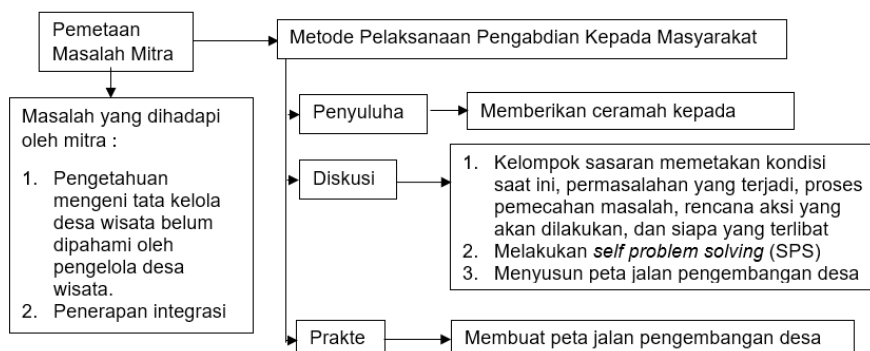 Pemetaan
Masalah Mitra
Metode Pelaksanaan Pengabdian Kepada Masyarakat
Masalah yang dihadapi
oleh mitra :
1. Pengetahuan
mengeni tata kelola
desa wisata belum
dipahami oleh
pengelola desa
wisata.
2. Penerapan integrasi
Penyuluha
Memberikan ceramah kepada
Diskusi
1. Kelompok sasaran memetakan kondisi
saat ini, permasalahan yang terjadi, proses
pemecahan masalah, rencana aksi yang
akan dilakukan, dan siapa yang terlibat
2. Melakukan self problem solving (SPS)
3. Menyusun peta jalan pengembangan desa
Prakte
Membuat peta jalan pengembangan desa